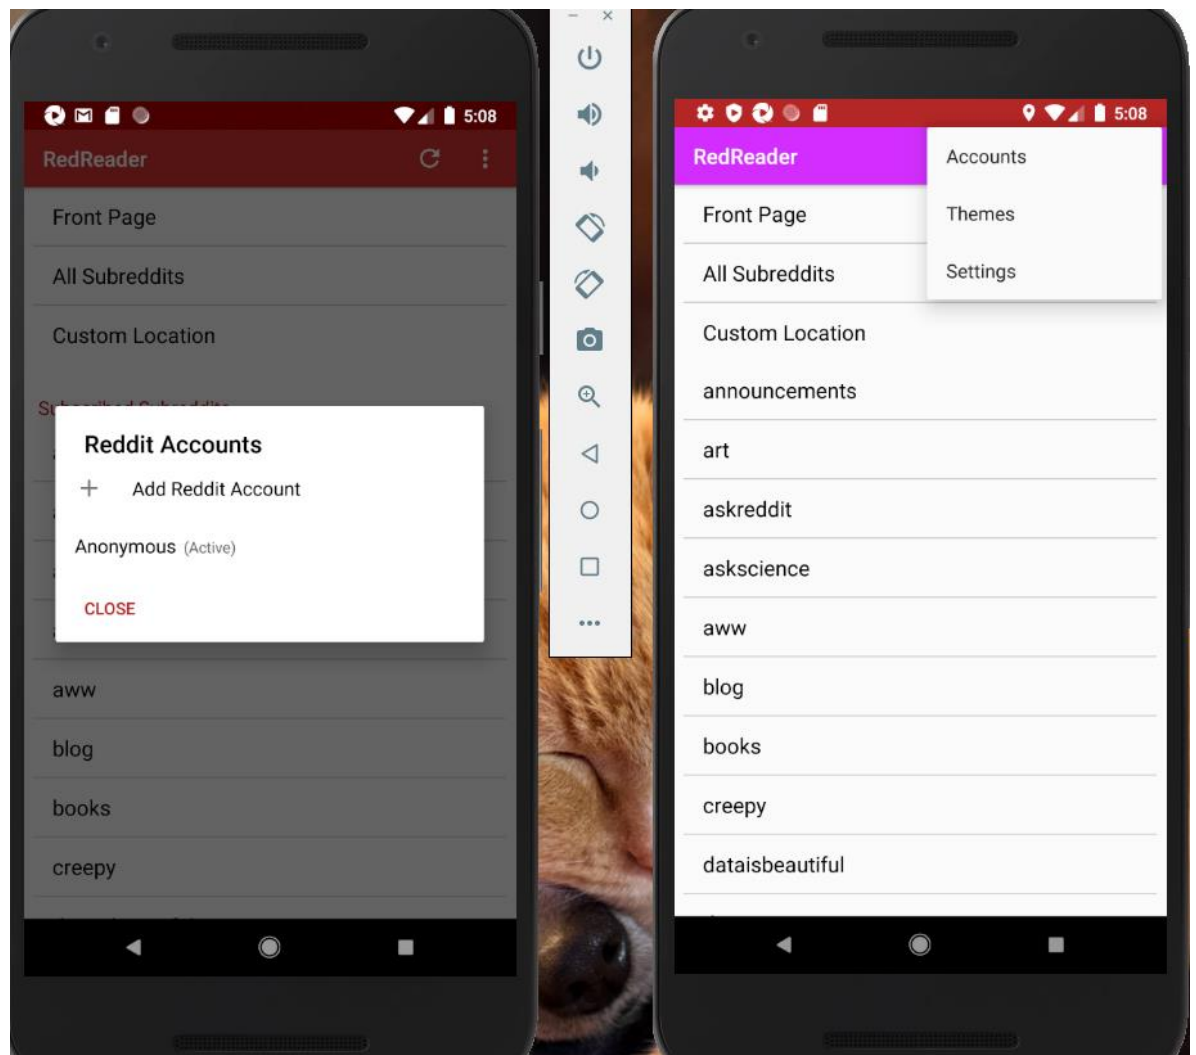 5:08
RedReader
Front Page
All Subreddits
Custom Location
Subscribed Subreddits
Reddit Accounts
Add Reddit Account
Anonymous (Active)
CLOSE
aww
blog
books
creepy
5:08
RedReader
Accounts
Themes
Settings
Front Page
All Subreddits
Custom Location
announcements
art
askreddit
askscience
aww
blog
books
creepy
dataisbeautiful